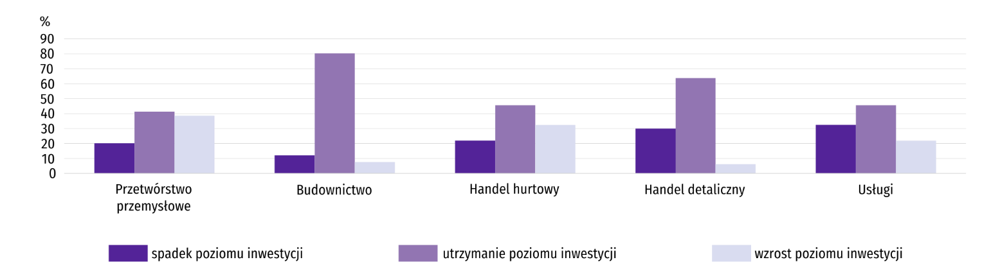 %
90
80
70
60
50
40
30
20
10
0
Przetwórstwo
przemysłowe
Budownictwo
Handel hurtowy
Handel detaliczny
Usługi
spadek poziomu inwestycji
utrzymanie poziomu inwestycji
wzrost poziomu inwestycji